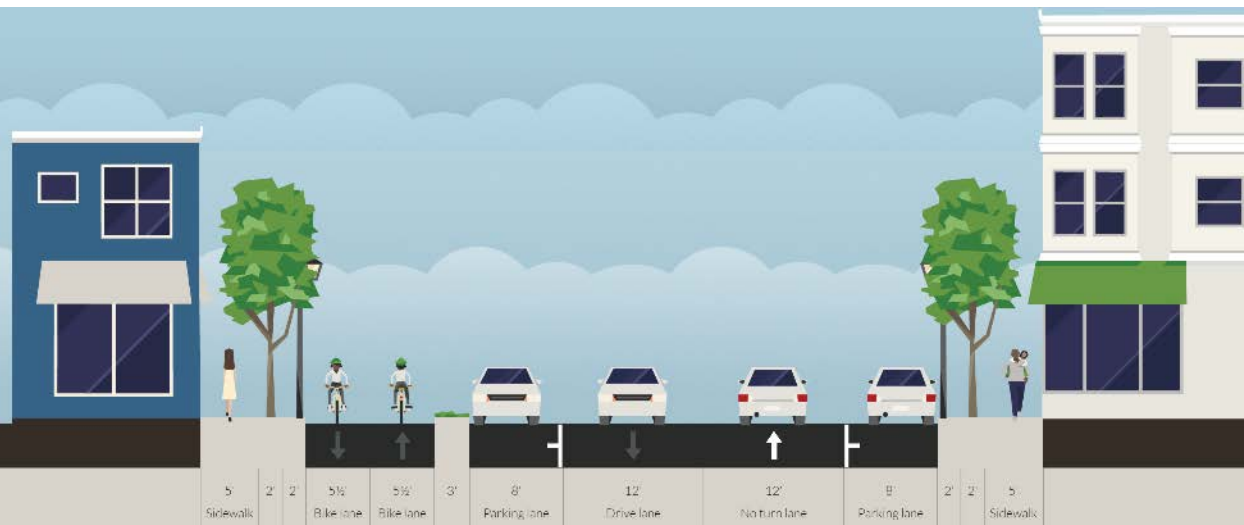 5' 2' 2' 5½' 5½' 3' 8' 12' 12' 8' 2' 2' 5'
Sidewalk Bike lane Bike lane Parking lane Drive lane No turn lane Parking lane Sidewalk